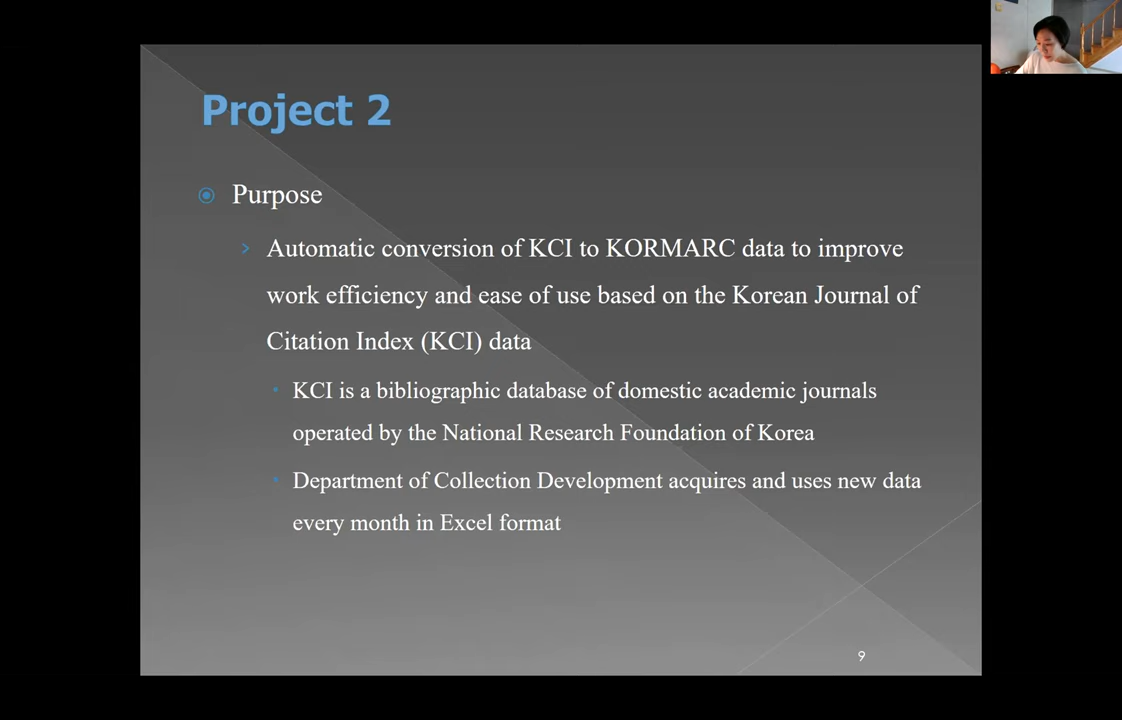 Project 2
Purpose
Automatic conversion of KCI to KORMARC data to improve
work efficiency and ease of use based on the Korean Journal of
Citation Index (KCI) data
KCI is a bibliographic database of domestic academic journals
operated by the National Research Foundation of Korea
Department of Collection Development acquires and uses new data
every month in Excel format
9